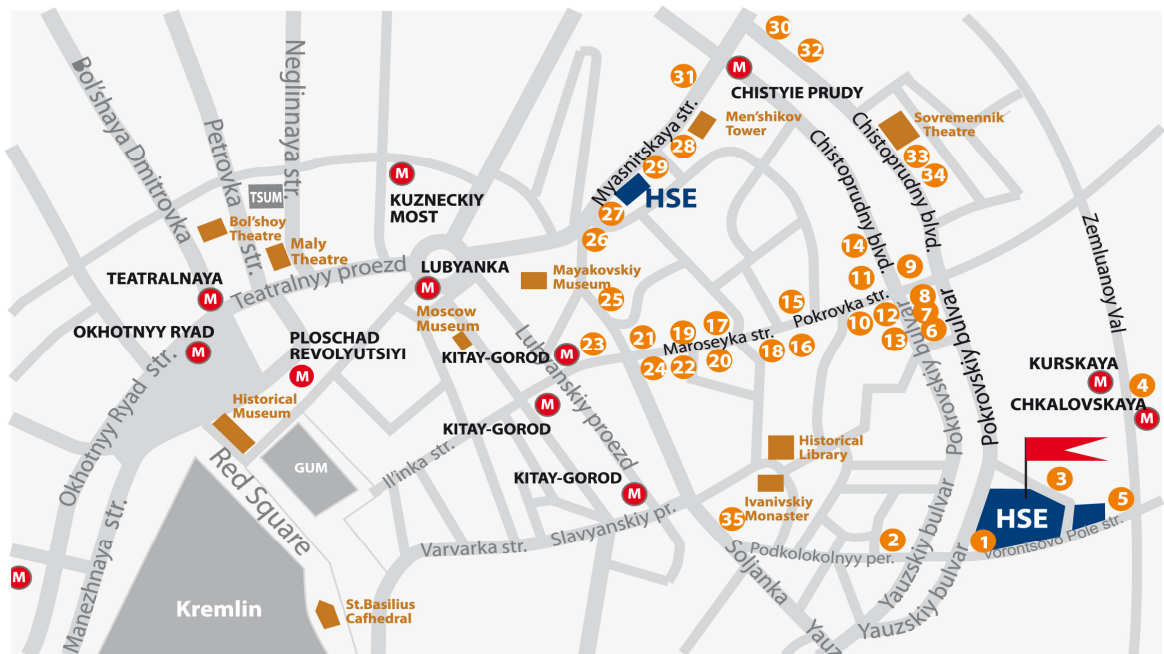 30
32
M
31
CHISTYIE PRUDY
Neglinnaya str.
Bol'shaya Dmitrovka
Petrovka
str.
Myasnitskaya str.
Men'shikov
Tower
Chistoprudny blvd.
Chistoprudny blvd.
Sovremennik
Theatre
28
33
29
34
M
KUZNECKIY
MOST
TSUM
HSE
27
26
Bol'shoy
Theatre
Maly
Theatre
Zemluanoy Val
14
9
11
TEATRALNAYA
M
Teatralnyy proezd
LUBYANKA
M
Mayakovskiy
Museum
25
15
Pokrovka str.
8
7
6
10
12
13
Moscow
Museum
OKHOTNYY RYAD
M
PLOSCHAD
REVOLYUTSIYI
M
KITAY-GOROD
M
23
21
19
17
Maroseyka str.
24
22
20
18
16
Lubyanskiy proezd
Pokrovskiy bulvar
Pokrovskiy bulvar
KURSKAYA
M
4
CHKALOVSKAYA
M
Historical
Museum
M
KITAY-GOROD
Okhotnyy Ryad str.
Red Square
GUM
Il'inka str.
Historical
Library
KITAY-GOROD
M
Ivanivskiy
Monaster
3
5
HSE
1
Vorontsovo Pole str.
35
2
Slavyanskiy pr.
Varvarka str.
Podkolokolnyy per.
Soljanka
Yauzskiy bulvar
Yauzskiy bulvar
Manezhnaya str.
M
Kremlin
St.Basilius
Cafhedral
Yauz